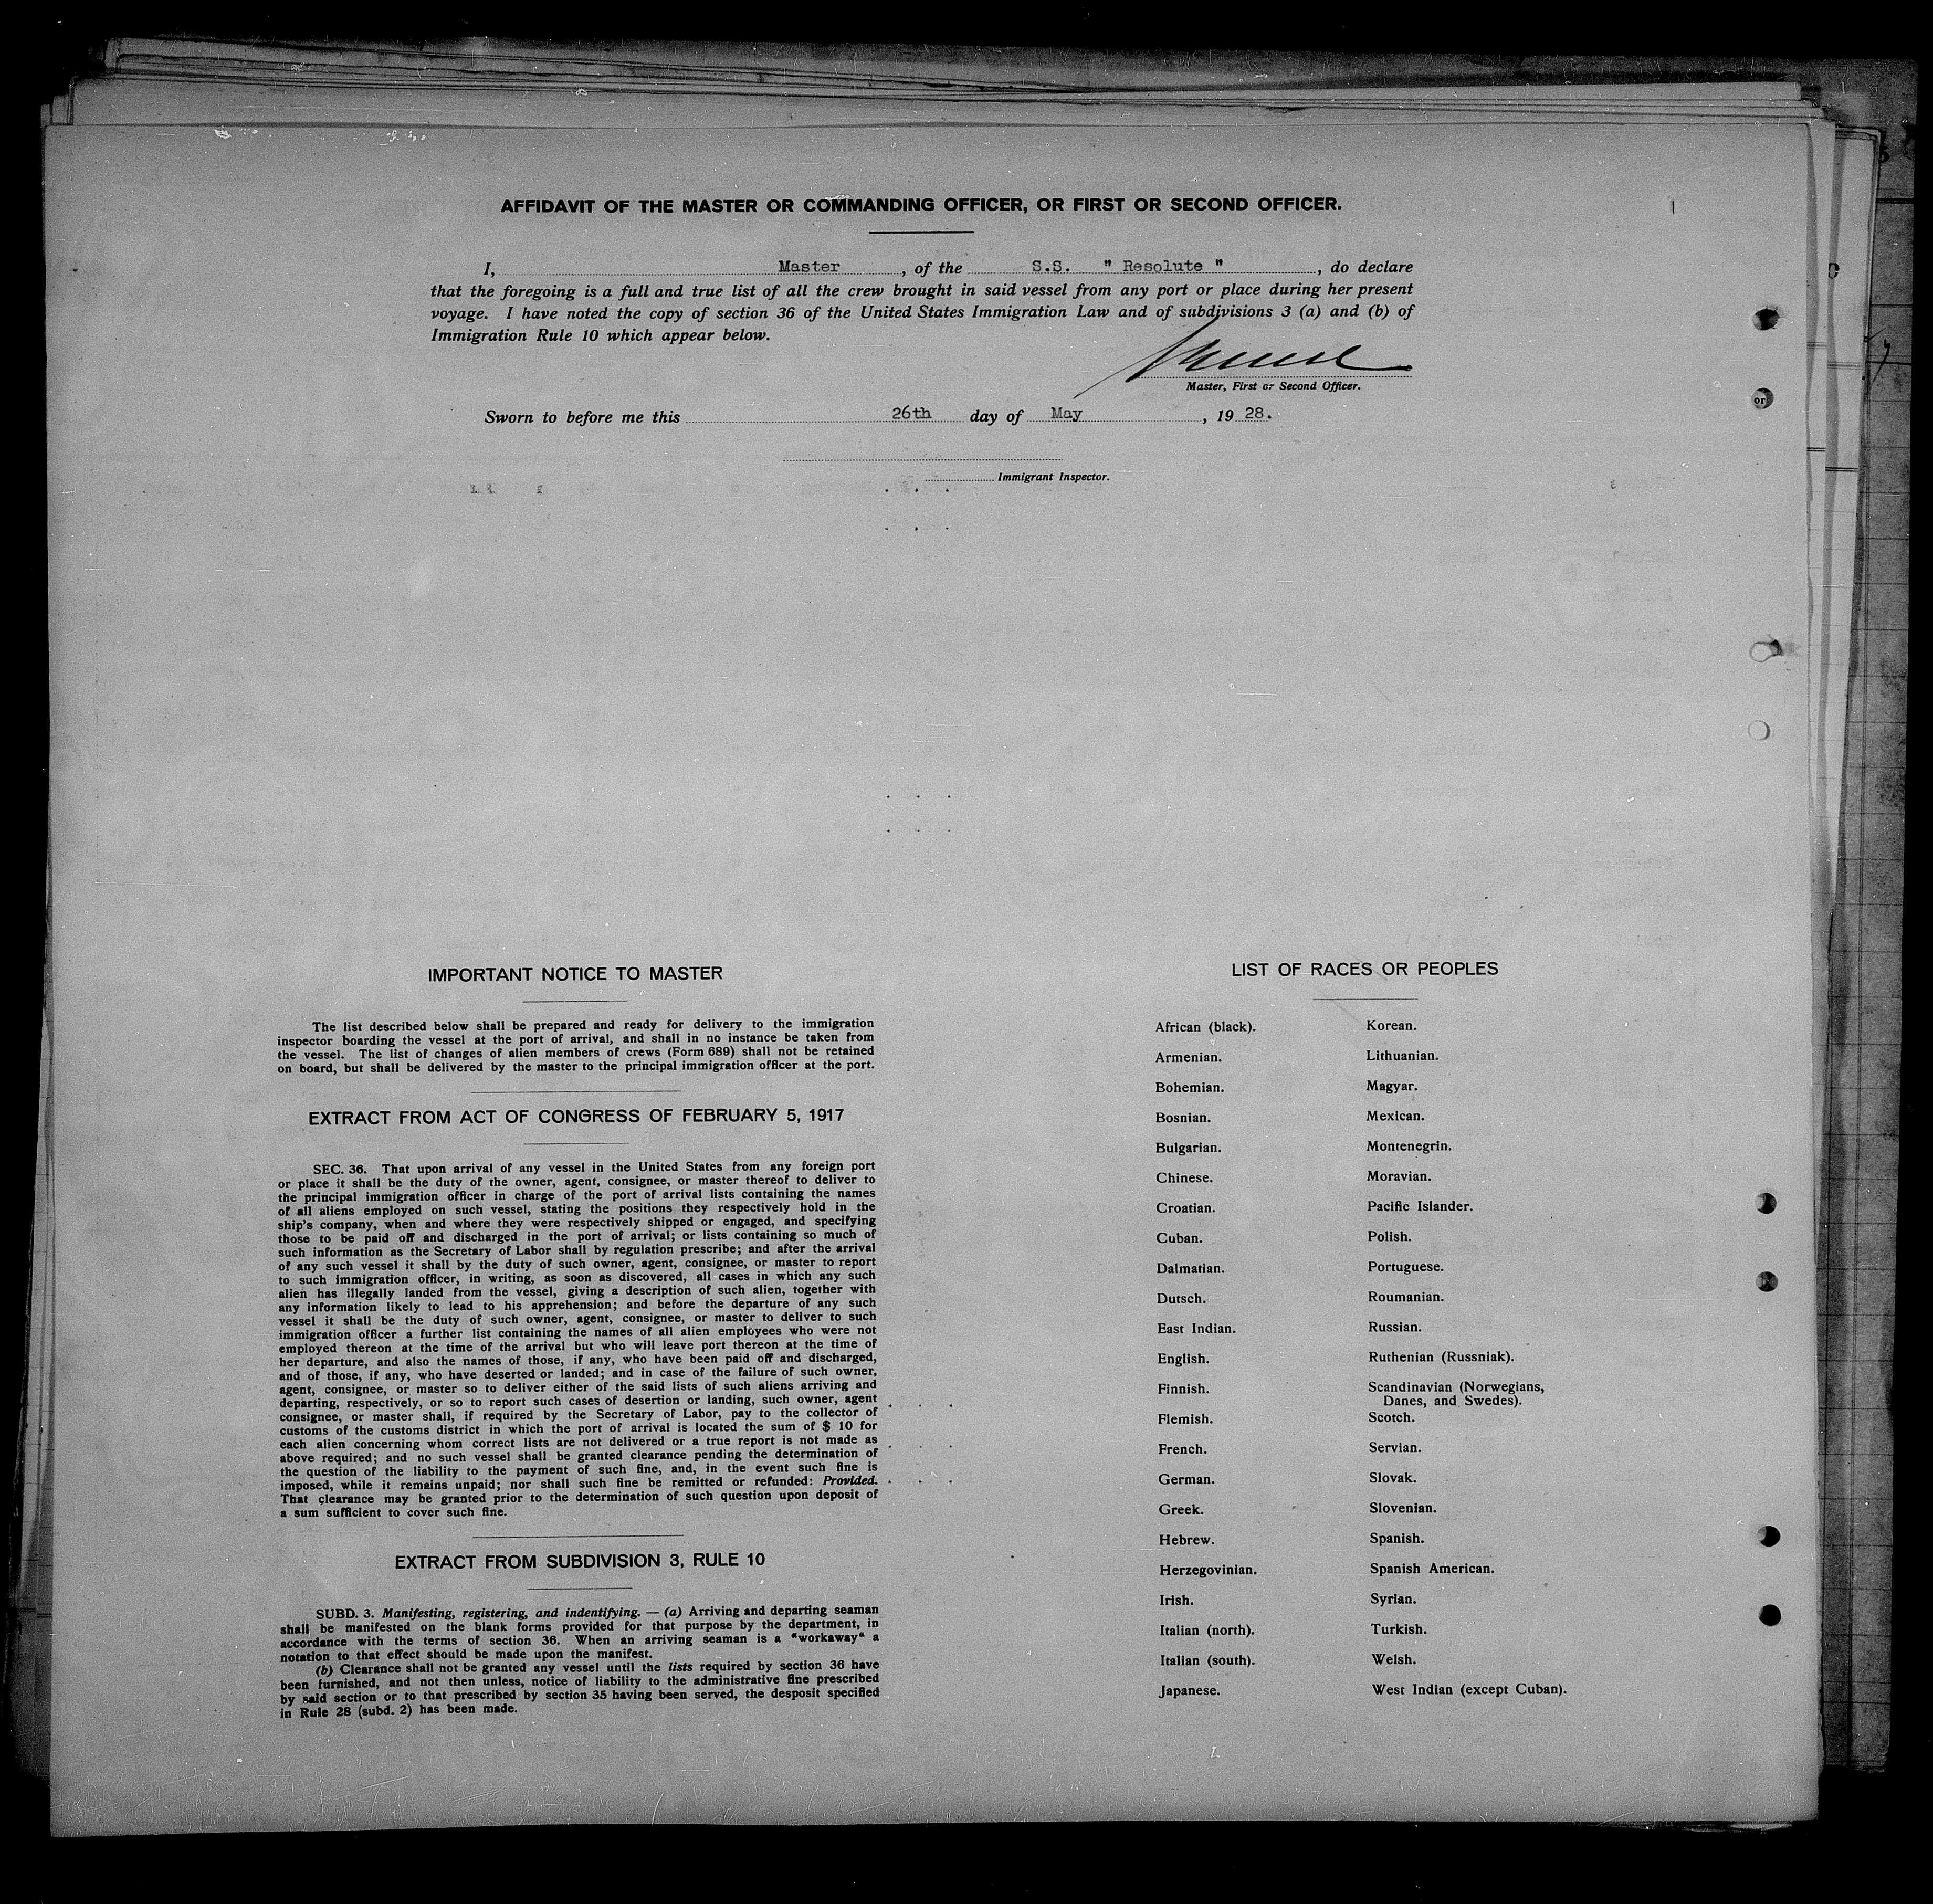 AFFIDAVIT OF THE MASTER OR COMMANDING OFFICER, OR FIRST OR SECOND OFFICER.
I, Master, of the S.S. " Resolute ", do declare
that the foregoing is a full and true list of all the crew brought in said vessel from any port or place during her present
voyage. I have noted the copy of section 36 of the United States Immigration Law and of subdivisions 3 (a) and (b) of
Immigration Rule 10 which appear below.
Master, First or Second Officer.
Sworn to before me this 26th day of May, 19 28.
Immigrant Inspector.
IMPORTANT NOTICE TO MASTER
The list described below shall be prepared and ready for delivery to the immigration
inspector boarding the vessel at the port of arrival, and shall in no instance be taken from
the vessel. The list of changes of alien members of crews (Form 689) shall not be retained
on board, but shall be delivered by the master to the principal immigration officer at the port.
EXTRACT FROM ACT OF CONGRESS OF FEBRUARY 5, 1917
SEC. 36. That upon arrival of any vessel in the United States from any foreign port
or place it shall be the duty of the owner, agent, consignee, or master thereof to deliver to
the principal immigration officer in charge of the port of arrival lists containing the names
of all aliens employed on such vessel, stating the positions they respectively hold in the
ship's company, when and where they were respectively shipped or engaged, and specifying
those to be paid off and discharged in the port of arrival; or lists containing so much of
such information as the Secretary of Labor shall by regulation prescribe; and after the arrival
of any such vessel it shall by the duty of such owner, agent, consignee, or master to report
to such immigration officer, in writing, as soon as discovered, all cases in which any such
alien has illegally landed from the vessel, giving a description of such alien, together with
any information likely to lead to his apprehension; and before the departure of any such
vessel it shall be the duty of such owner, agent, consignee, or master to deliver to such
immigration officer a further list containing the names of all alien employees who were not
employed thereon at the time of the arrival but who will leave port thereon at the time of
her departure, and also the names of those, if any, who have been paid off and discharged,
and of those, if any, who have deserted or landed; and in case of the failure of such owner,
agent, consignee, or master so to deliver either of the said lists of such aliens arriving and
departing, respectively, or so to report such cases of desertion or landing, such owner, agent
consignee, or master shall, if required by the Secretary of Labor, pay to the collector of
customs of the customs district in which the port of arrival is located the sum of $ 10 for
each alien concerning whom correct lists are not delivered or a true report is not made as
above required; and no such vessel shall be granted clearance pending the determination of
the question of the liability to the payment of such fine, and, in the event such fine is
imposed, while it remains unpaid; nor shall such fine be remitted or refunded: Provided.
That clearance may be granted prior to the determination of such question upon deposit of
a sum sufficient to cover such fine.
EXTRACT FROM SUBDIVISION 3, RULE 10
SUBD. 3. Manifesting, registering, and indentifying. — (a) Arriving and departing seaman
shall be manifested on the blank forms provided for that purpose by the department, in
accordance with the terms of section 36. When an arriving seaman is a "workaway" a
notation to that effect should be made upon the manifest.
(b) Clearance shall not be granted any vessel until the lists required by section 36 have
been furnished, and not then unless, notice of liability to the administrative fine prescribed
by said section or to that prescribed by section 35 having been served, the desposit specified
in Rule 28 (subd. 2) has been made.
LIST OF RACES OR PEOPLES
African (black).
Armenian.
Bohemian.
Bosnian.
Bulgarian.
Chinese.
Croatian.
Cuban.
Dalmatian.
Dutsch.
East Indian.
English.
Finnish.
Flemish.
French.
German.
Greek.
Hebrew.
Herzegovinian.
Irish.
Italian (north).
Italian (south).
Japanese.
Korean.
Lithuanian.
Magyar.
Mexican.
Montenegrin.
Moravian.
Pacific Islander.
Polish.
Portuguese.
Roumanian.
Russian.
Ruthenian (Russniak).
Scandinavian (Norwegians,
Danes, and Swedes).
Scotch.
Servian.
Slovak.
Slovenian.
Spanish.
Spanish American.
Syrian.
Turkish.
Welsh.
West Indian (except Cuban).
or